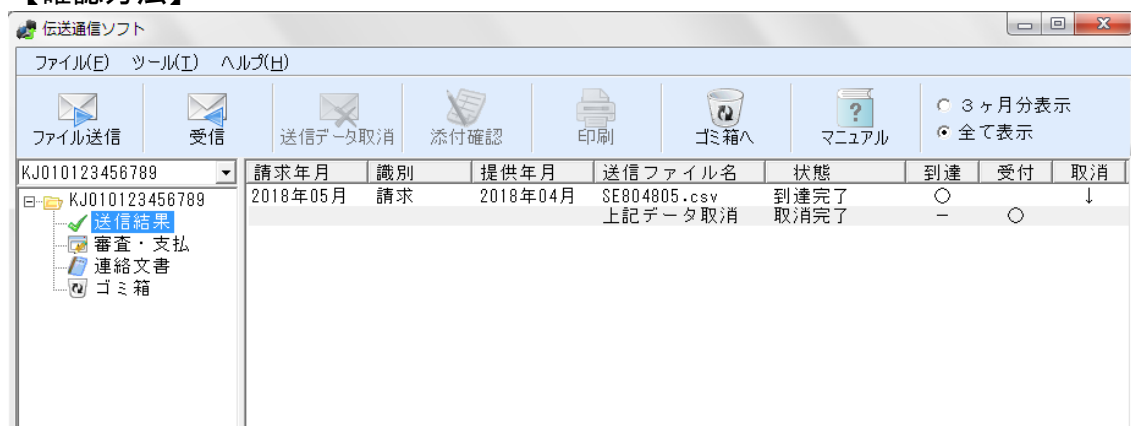 【確認方法】
伝送通信ソフト
ファイル(F) ツール(T) ヘルプ(H)
ファイル送信 受信 送信データ取消 添付確認 印刷 ゴミ箱へ マニュアル
3ヶ月分表示
全て表示
KJ010123456789
KJ010123456789
送信結果
審査・支払
連絡文書
ゴミ箱
請求年月 識別 提供年月 送信ファイル名 状態 到達 受付 取消
2018年05月 請求 2018年04月 SE804805.csv 到達完了 ○ ↓
上記データ取消 取消完了 − ○